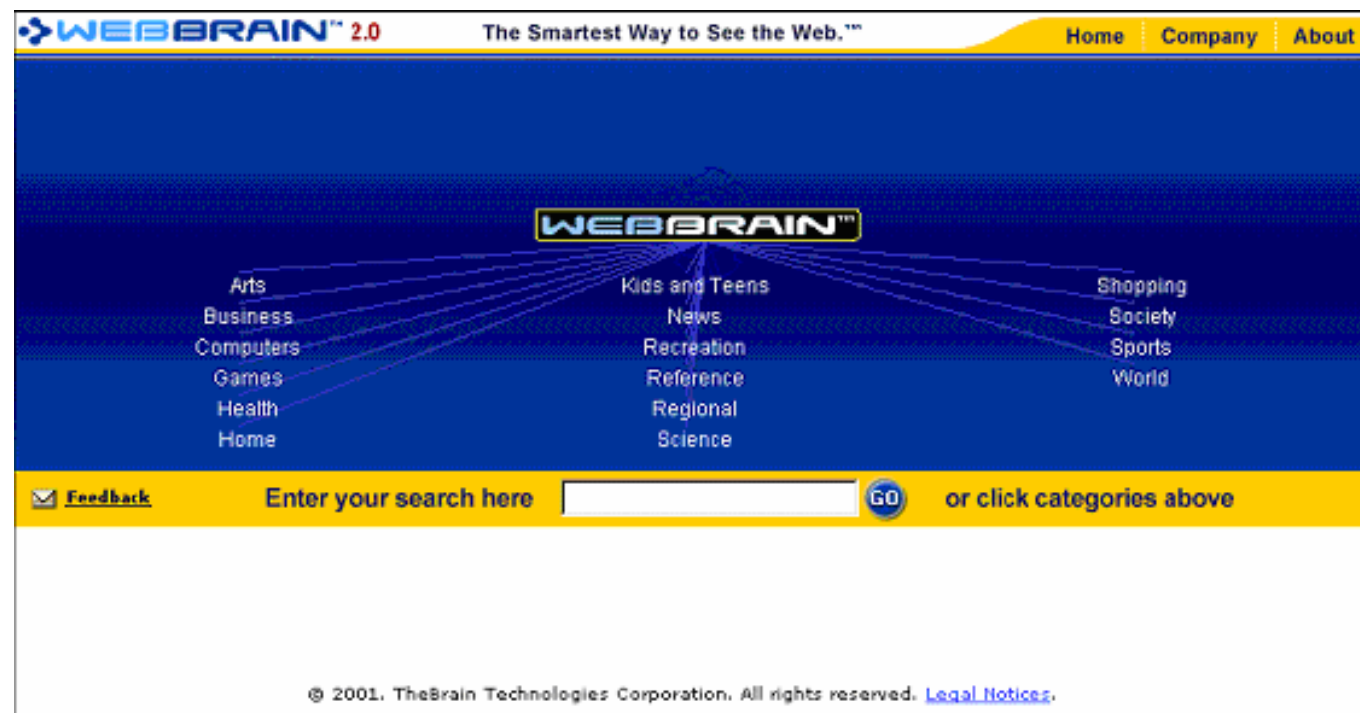 WEBBRAIN™ 2.0 The Smartest Way to See the Web.™ Home Company About
WEBBRAIN™
Arts Kids and Teens Shopping
Business News Society
Computers Recreation Sports
Games Reference World
Health Regional
Home Science
Feedback Enter your search here GO or click categories above
© 2001. TheBrain Technologies Corporation. All rights reserved. Legal Notices.